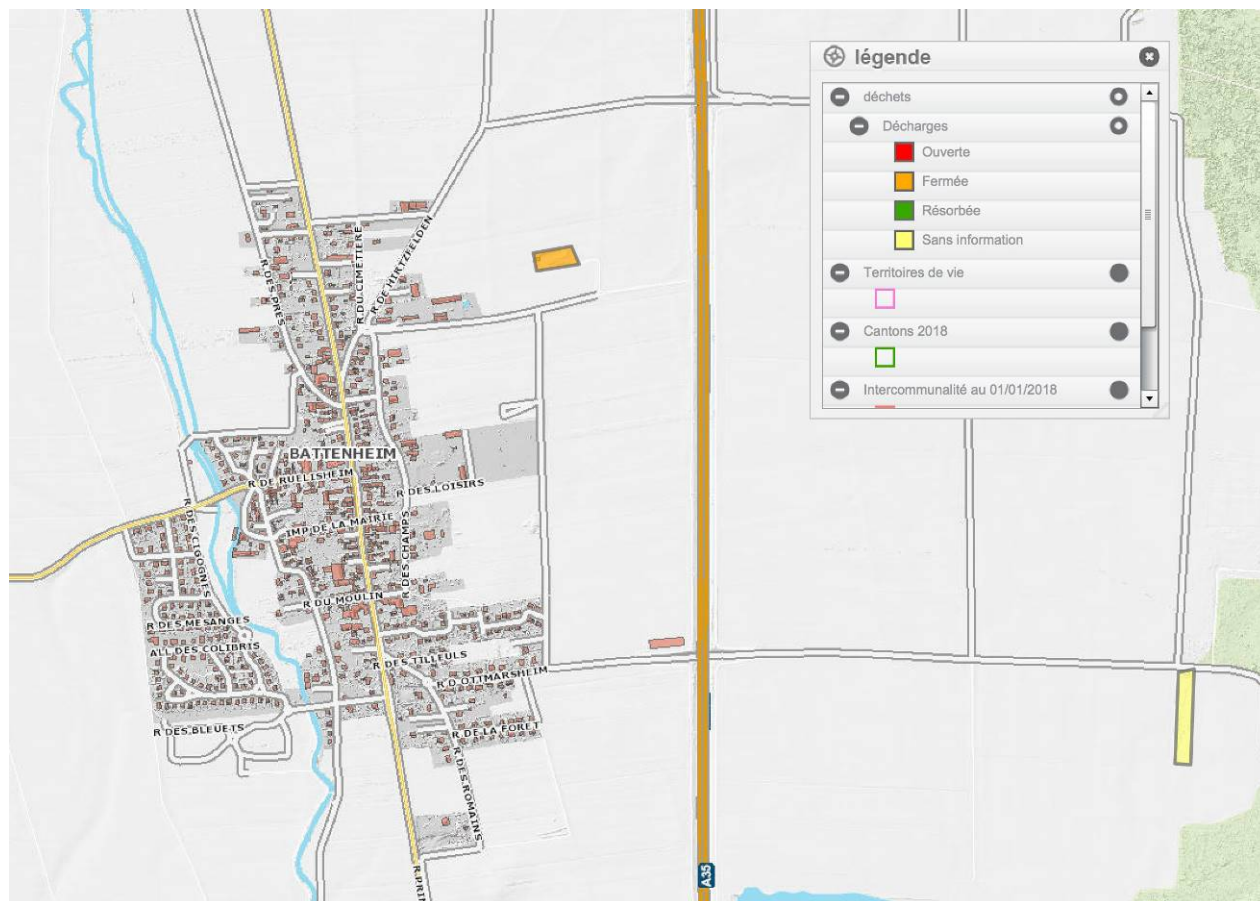 légende
déchets
Décharges
Ouverte
Fermée
Résorbée
Sans information
Territoires de vie
Cantons 2018
Intercommunalité au 01/01/2018
R.DES.PRES
R.DU.CIMETIERE
R.DE.HIRTZFELDEN
BATTENHEIM
R.DE RUELISHEIM
R.DES.LOISIRS
R.DES.CIGOGNES
IMP.DE LA MAIRIE
R.DES.CHAMPS
R DU MOULIN
R DES MESANGES
ALL DES COLIBRIS
R DES TILLEULS
R D OTTMARSHEIM
R DES BLEUETS
R DE LA FORET
R.DES.ROMAINS
R.PRIN
A35